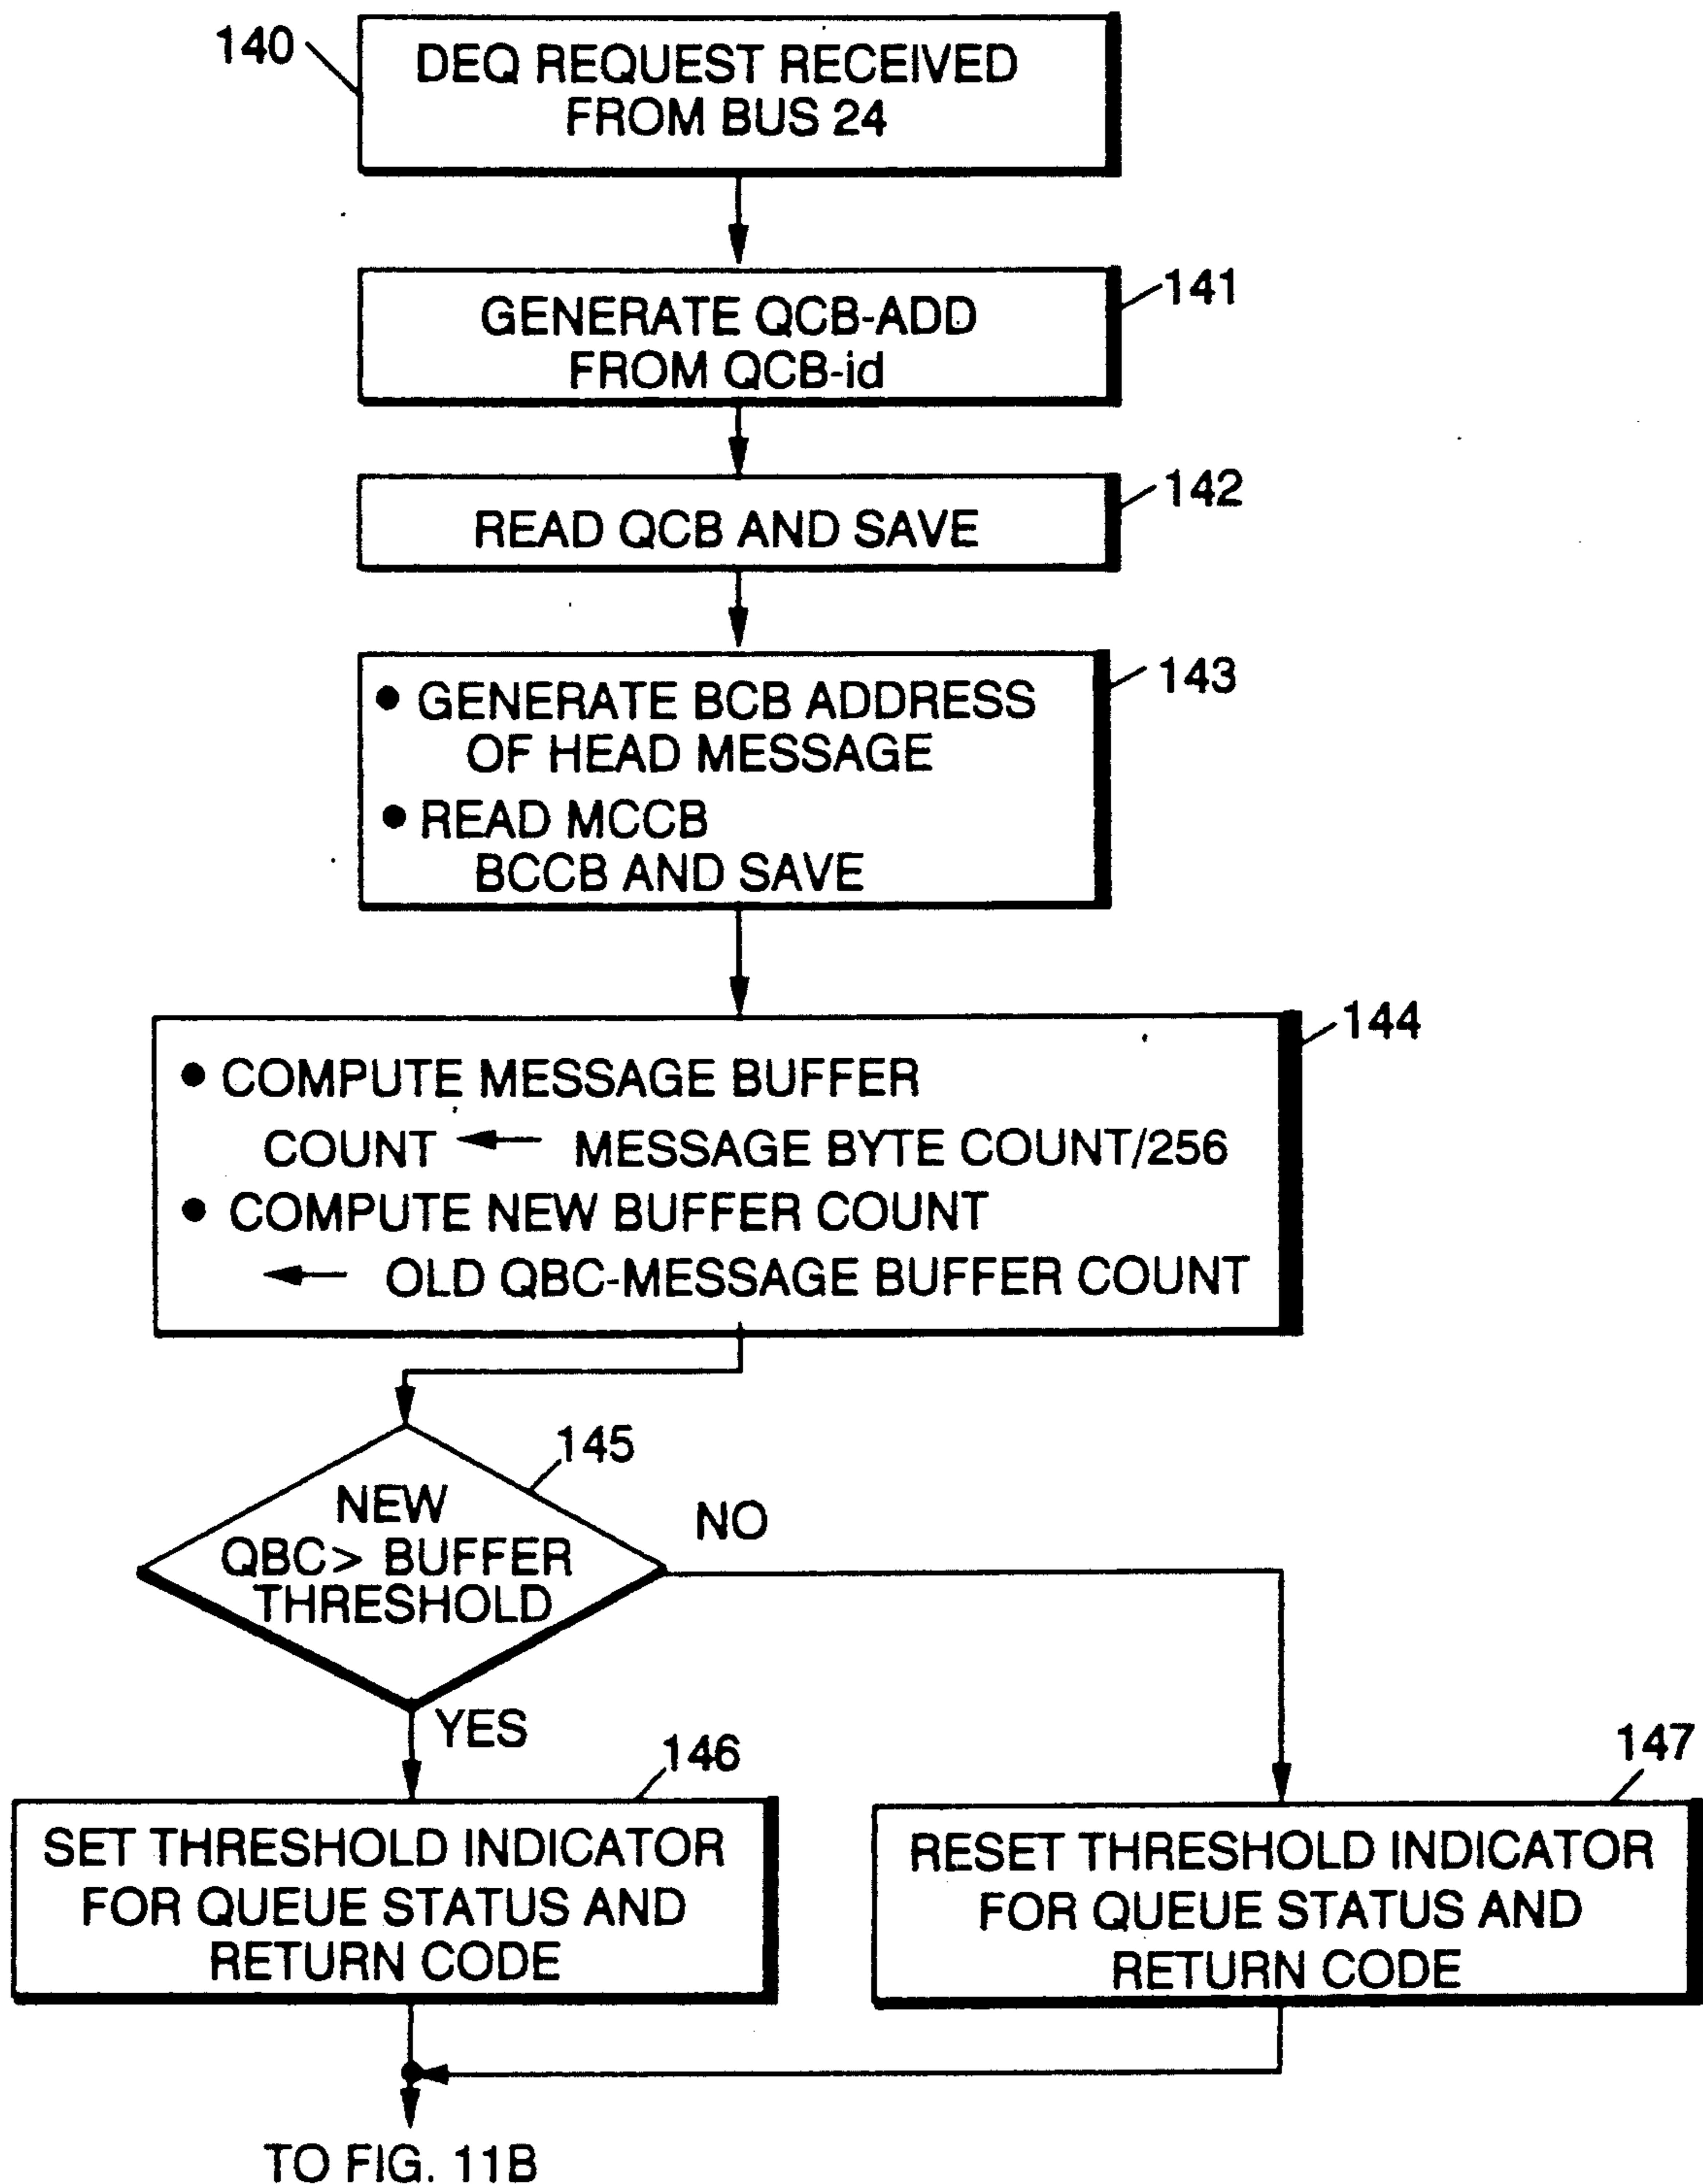 140
DEQ REQUEST RECEIVED
FROM BUS 24
141
GENERATE QCB-ADD
FROM QCB-id
142
READ QCB AND SAVE
143
● GENERATE BCB ADDRESS
OF HEAD MESSAGE
● READ MCCB
BCCB AND SAVE
144
● COMPUTE MESSAGE BUFFER
COUNT ← MESSAGE BYTE COUNT/256
● COMPUTE NEW BUFFER COUNT
← OLD QBC-MESSAGE BUFFER COUNT
145
NEW
QBC> BUFFER
THRESHOLD
NO
YES
146
SET THRESHOLD INDICATOR
FOR QUEUE STATUS AND
RETURN CODE
147
RESET THRESHOLD INDICATOR
FOR QUEUE STATUS AND
RETURN CODE
TO FIG. 11B